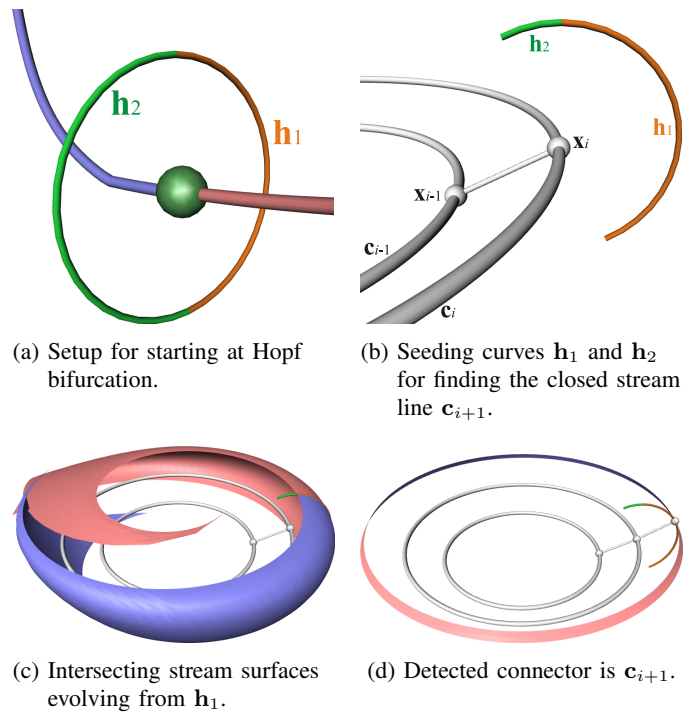 h2
h1
(a) Setup for starting at Hopf
bifurcation.
h2
h1
xi
xi-1
ci-1
ci
(b) Seeding curves h1 and h2
for finding the closed stream
line ci+1.
(c) Intersecting stream surfaces
evolving from h1.
(d) Detected connector is ci+1.